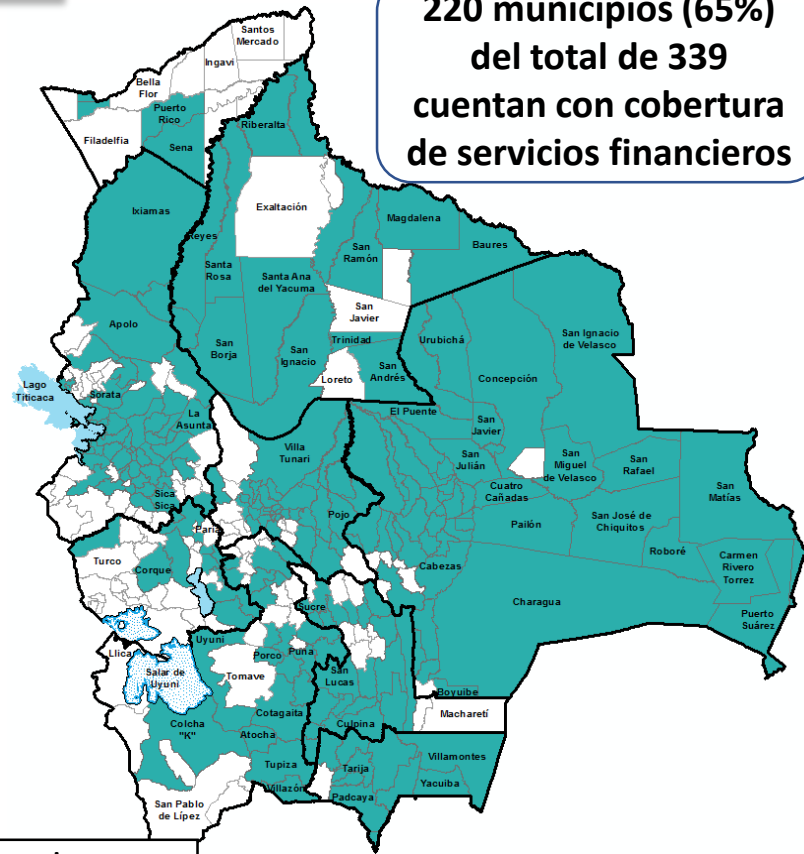 220 municipios (65%)
del total de 339
cuentan con cobertura
de servicios financieros
Santos
Mercado
Ingavi
Bella
Flor
Puerto
Rico
Filadelfia
Sena
Riberalta
Ixiamas
Exaltación
Reyes
Magdalena
Baures
San
Ramón
Santa
Rosa
Santa Ana
del Yacuma
San
Javier
Apolo
San
Borja
San
Ignacio
Trinidad
Loreto
San
Andrés
Urubichá
San Ignacio
de Velasco
Concepción
Lago
Titicaca
Sorata
La
Asunta
El Puente
San
Javier
Villa
Tunari
San
Julián
San
Miguel
de Velasco
San
Rafael
San
Matías
Cuatro
Cañadas
Sica
Sica
Pojo
Pailón
San José de
Chiquitos
Paria
Roboré
Turco
Corque
Cabezas
Carmen
Rivero
Torrez
Charagua
Puerto
Suárez
Sucre
Uyuni
Llica
Porco
Puna
Salar de
Uyuni
Tomave
San
Lucas
Boyuibe
Macharetí
Colcha
"K"
Cotagaita
Culpina
Atocha
Tupiza
Tarija
Villamontes
Yacuiba
Villazón
Padcaya
San Pablo
de Lípez